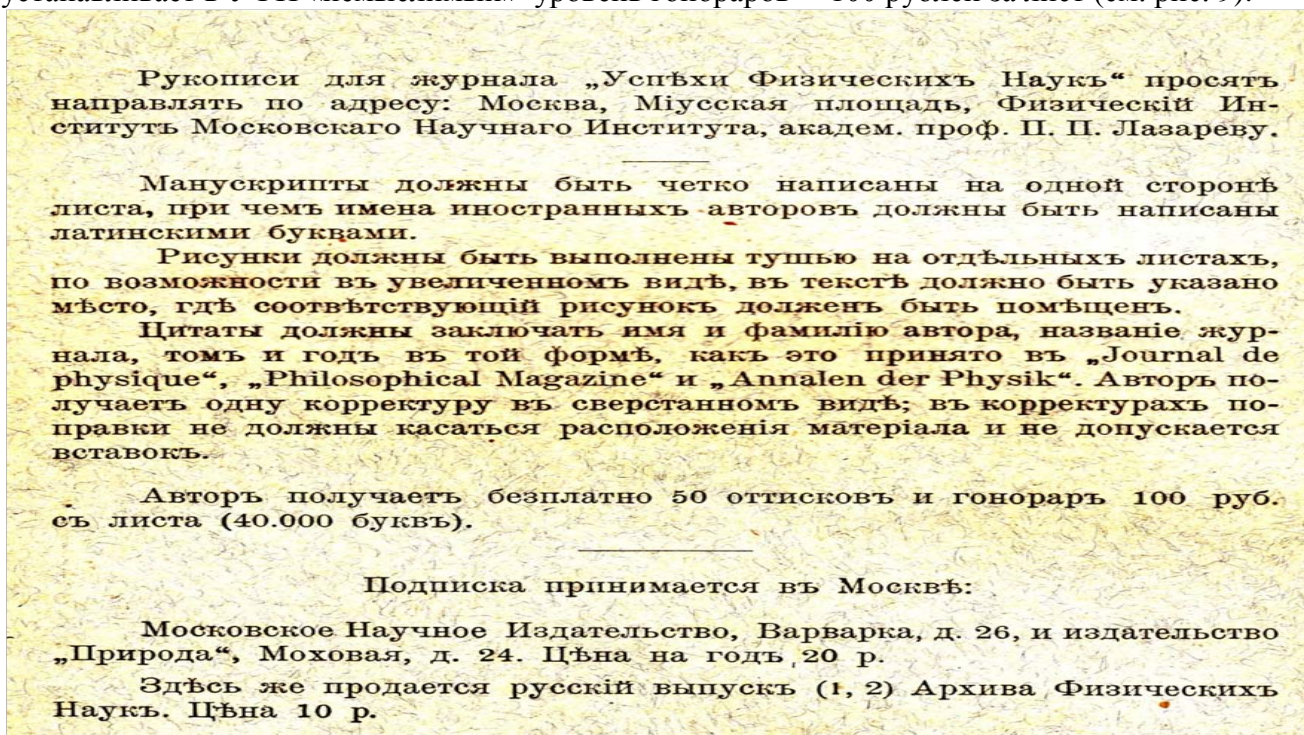 рублей за лист (см. рис. 9).
Рукописи для журнала „Успѣхи Физическихъ Наукъ“ просятъ
направлять по адресу: Москва, Міусская площадь, Физическій Ин-
ститутъ Московскаго Научнаго Института, академ. проф. П. П. Лазареву.
Манускрипты должны быть четко написаны на одной сторонѣ
листа, при чемъ имена иностранныхъ авторовъ должны быть написаны
латинскими буквами.
Рисунки должны быть выполнены тушью на отдѣльныхъ листахъ,
по возможности въ увеличенномъ видѣ, въ текстѣ должно быть указано
мѣсто, гдѣ соотвѣтствующій рисунокъ долженъ быть помѣщенъ.
Цитаты должны заключать имя и фамилію автора, названіе жур-
нала, томъ и годъ въ той формѣ, какъ это принято въ „Journal de
physique“, „Philosophical Magazine“ и „Annalen der Physik“. Авторъ по-
лучаетъ одну корректуру въ сверстанномъ видѣ; въ корректурахъ по-
правки не должны касаться расположенія матеріала и не допускается
вставокъ.
Авторъ получаетъ безплатно 50 оттисковъ и гонораръ 100 руб.
съ листа (40.000 буквъ).
Подписка принимается въ Москвѣ:
Московское Научное Издательство, Варварка, д. 26, и издательство
„Природа“, Моховая, д. 24. Цѣна на годъ 20 р.
Здѣсь же продается русскій выпускъ (1, 2) Архива Физическихъ
Наукъ. Цѣна 10 р.